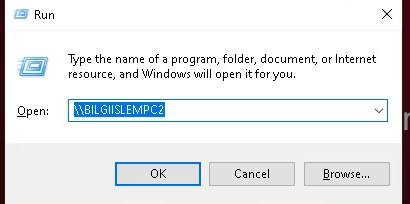 Run
Type the name of a program, folder, document, or Internet
resource, and Windows will open it for you.
Open: \\BILGIISLEMPC2
OK Cancel Browse...